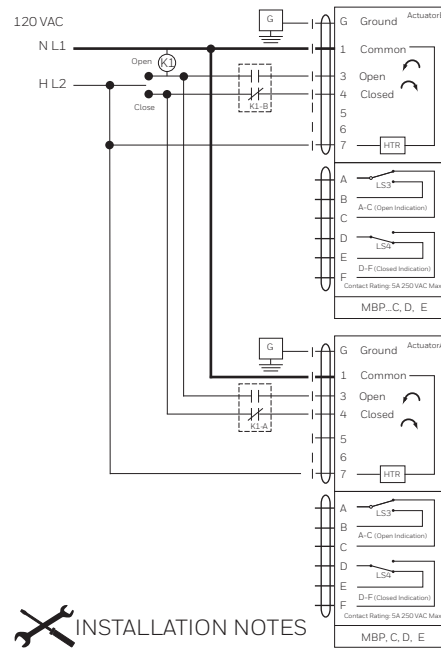 120 VAC
N L1
H L2
Open
K1
Close
G
K1-B
G Ground Actuator
1 Common
3 Open
4 Closed
5
6
7 HTR
A
LS3
B
A-C (Open Indication)
C
D
LS4
E
D-F (Closed Indication)
F
Contact Rating: 5A 250 VAC Max
MBP...C, D, E
G
K1-A
G Ground Actuator
1 Common
3 Open
4 Closed
5
6
7 HTR
A
LS3
B
A-C (Open Indication)
C
D
LS4
E
D-F (Closed Indication)
F
Contact Rating: 5A 250 VAC Max
MBP, C, D, E
INSTALLATION NOTES